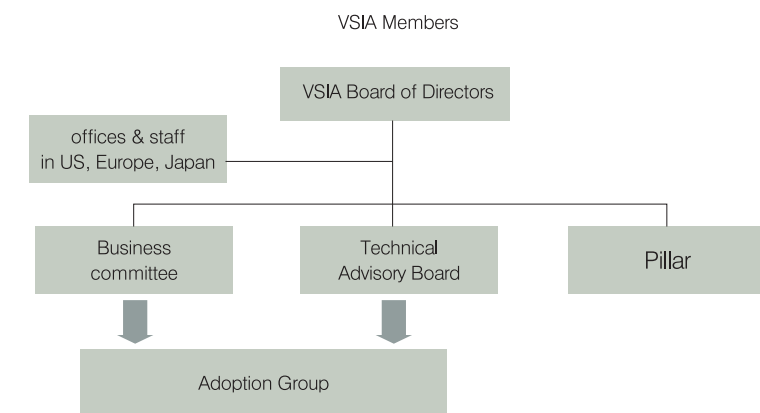 VSIA Members
VSIA Board of Directors
offices & staff
in US, Europe, Japan
Business
committee
Technical
Advisory Board
Pillar
Adoption Group